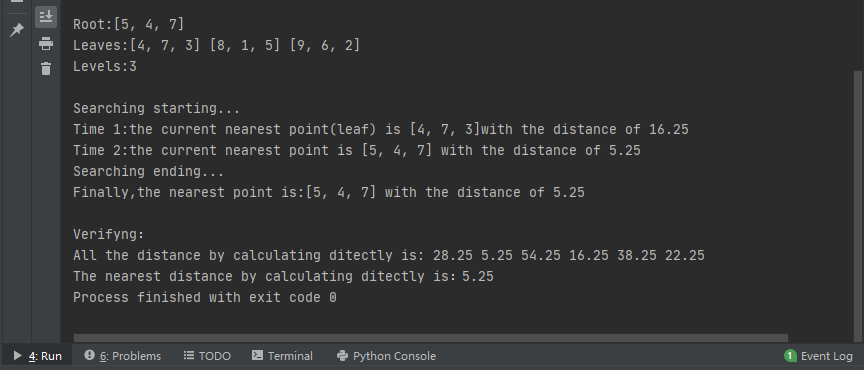 Root:[5, 4, 7]
Leaves:[4, 7, 3] [8, 1, 5] [9, 6, 2]
Levels:3
Searching starting...
Time 1:the current nearest point(leaf) is [4, 7, 3]with the distance of 16.25
Time 2:the current nearest point is [5, 4, 7] with the distance of 5.25
Searching ending...
Finally,the nearest point is:[5, 4, 7] with the distance of 5.25
Verifyng:
All the distance by calculating ditectly is: 28.25 5.25 54.25 16.25 38.25 22.25
The nearest distance by calculating ditectly is：5.25
Process finished with exit code 0
4: Run 6: Problems TODO Terminal Python Console 1 Event Log